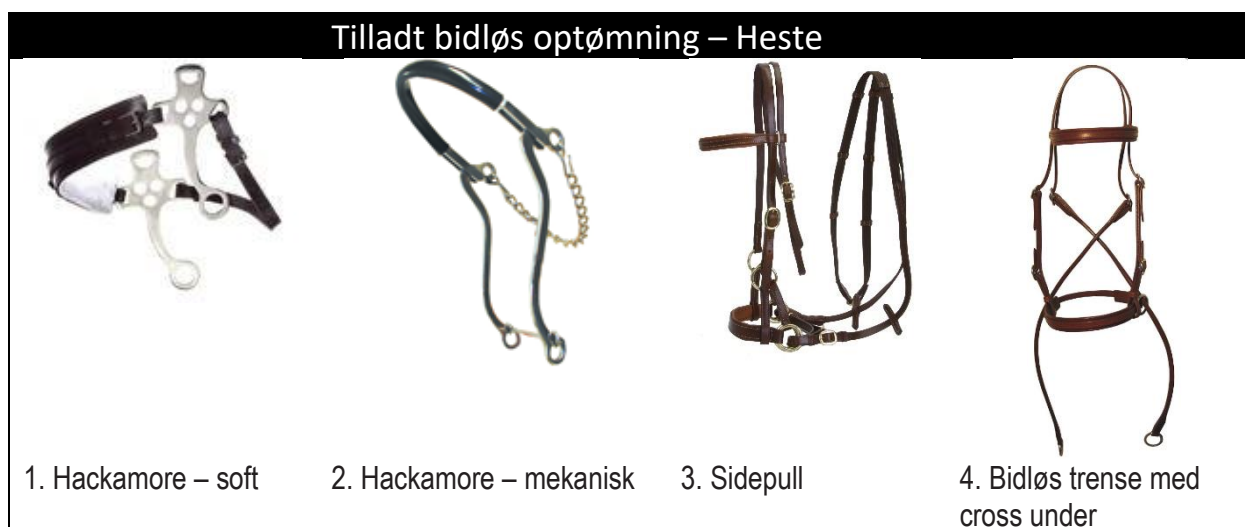 Tilladt bidløs optømning – Heste
1. Hackamore – soft
2. Hackamore – mekanisk
3. Sidepull
4. Bidløs trense med
cross under